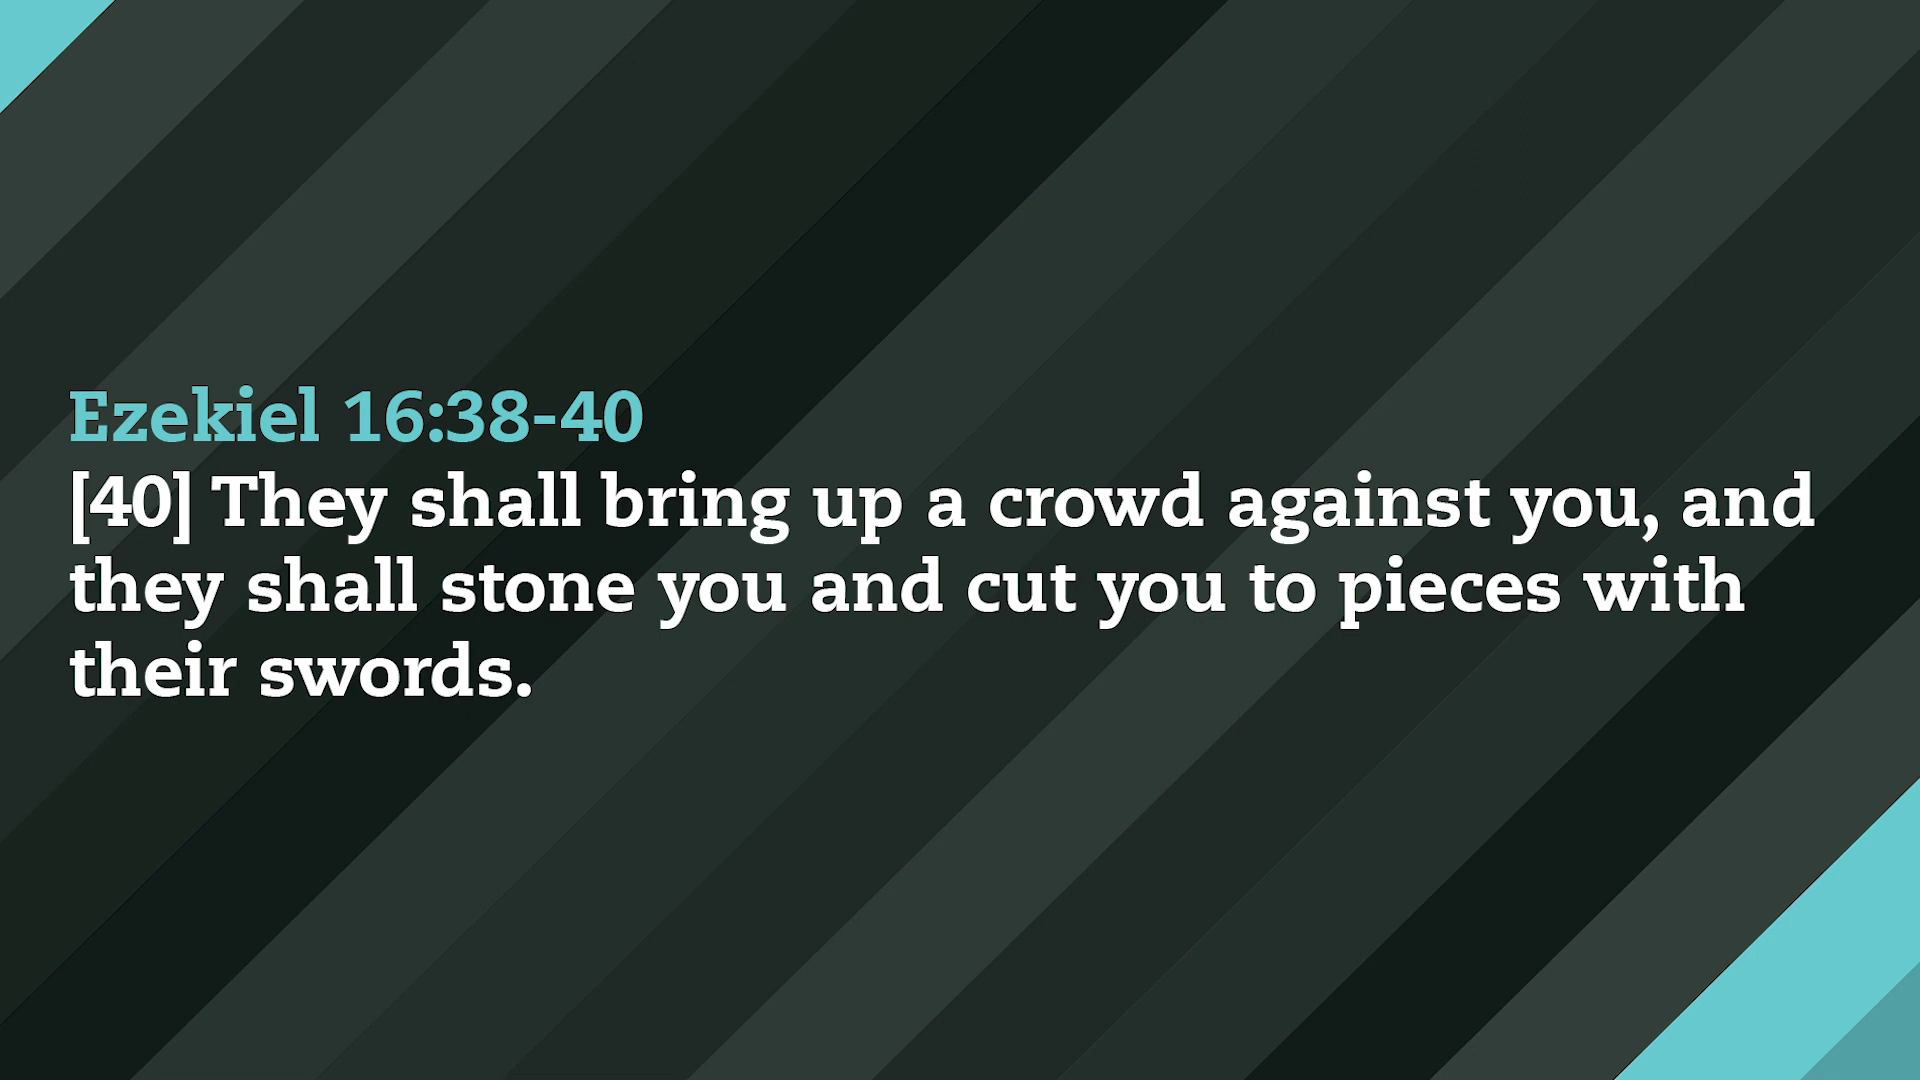 Ezekiel 16:38-40
[40] They shall bring up a crowd against you, and
they shall stone you and cut you to pieces with
their swords.